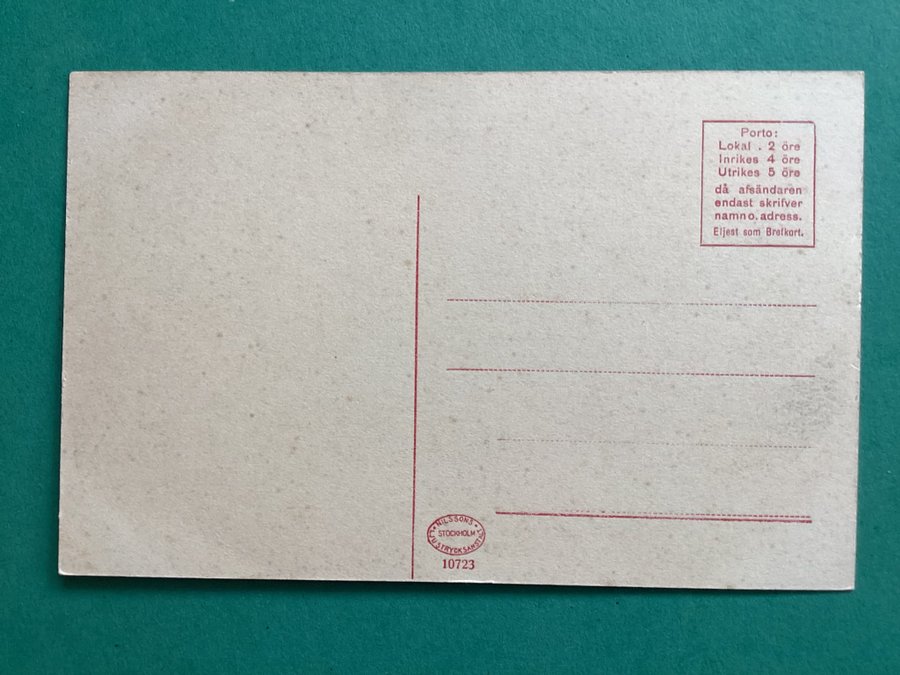 Porto:
Lokal . 2 öre
Inrikes 4 öre
Utrikes 5 öre
då afsändaren
endast skrifver
namn o. adress.
Eljest som Brefkort.
NILSSONS
STOCKHOLM
LJUSTRYCKSANSTALT
10723